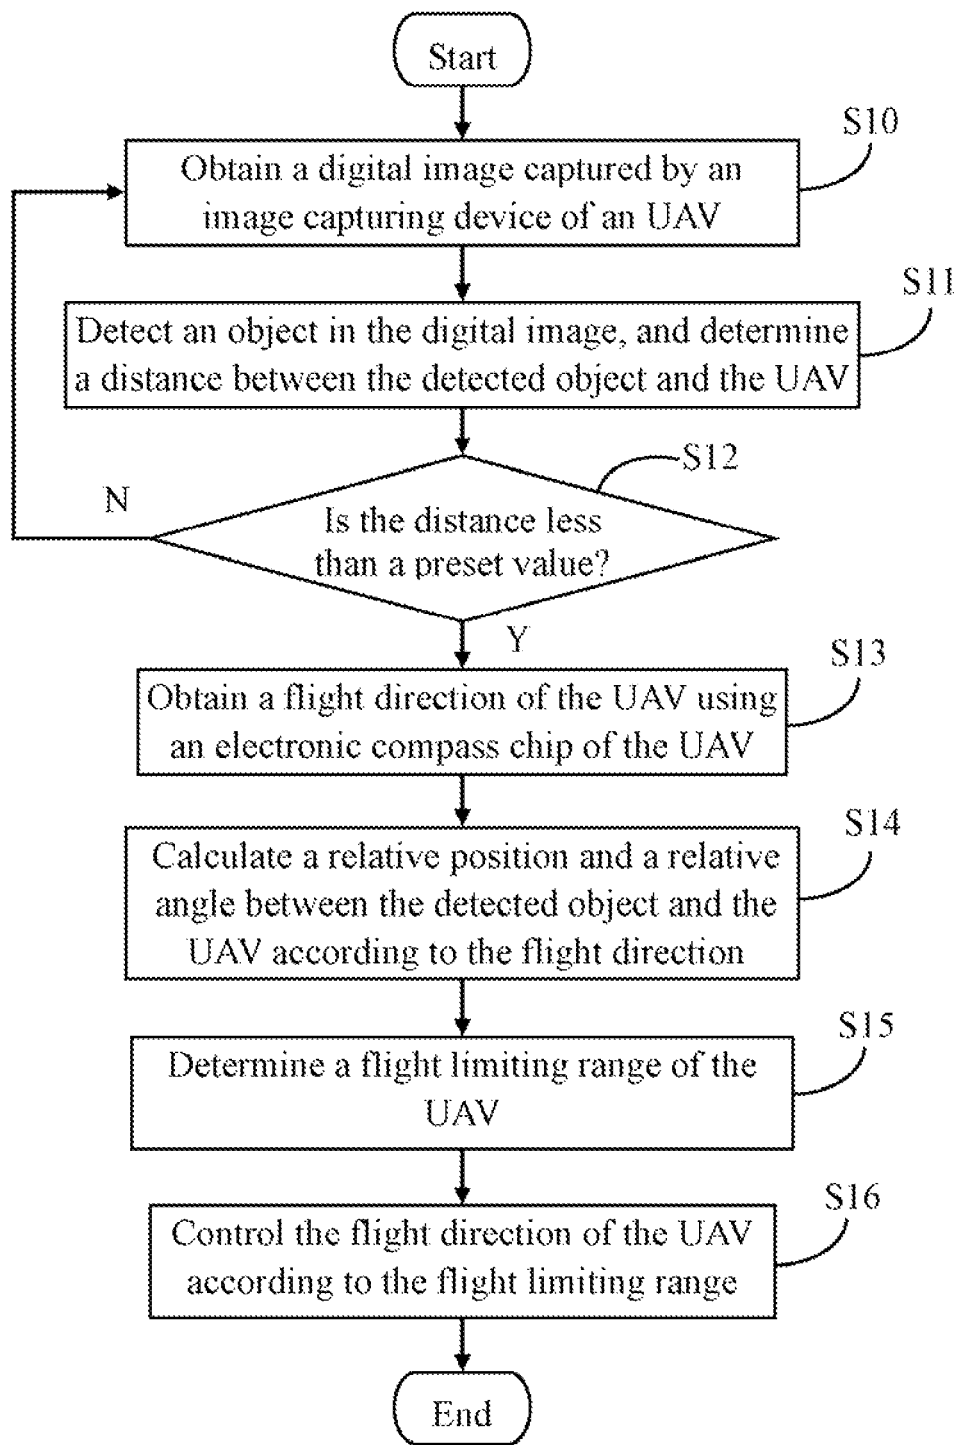 Start
S10
Obtain a digital image captured by an
image capturing device of an UAV
S11
Detect an object in the digital image, and determine
a distance between the detected object and the UAV
S12
N
Is the distance less
than a preset value?
Y
S13
Obtain a flight direction of the UAV using
an electronic compass chip of the UAV
S14
Calculate a relative position and a relative
angle between the detected object and the
UAV according to the flight direction
S15
Determine a flight limiting range of the
UAV
S16
Control the flight direction of the UAV
according to the flight limiting range
End